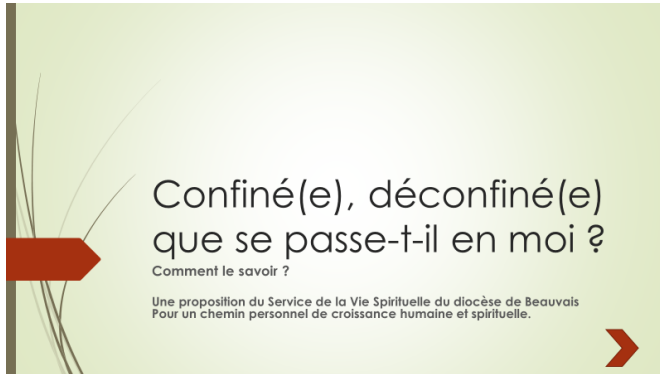 Confiné(e), déconfiné(e)
que se passe-t-il en moi ?
Comment le savoir ?
Une proposition du Service de la Vie Spirituelle du diocèse de Beauvais
Pour un chemin personnel de croissance humaine et spirituelle.